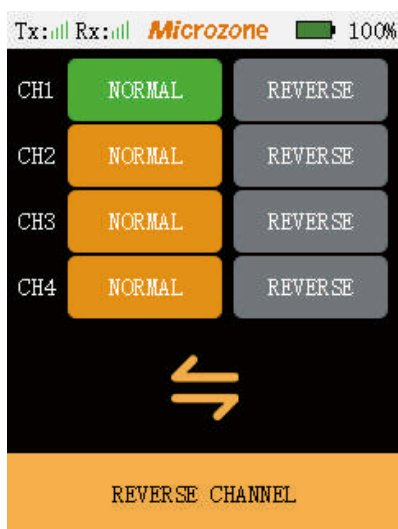 Tx: Rx: Microzone 100%
CH1 NORMAL REVERSE
CH2 NORMAL REVERSE
CH3 NORMAL REVERSE
CH4 NORMAL REVERSE
REVERSE CHANNEL